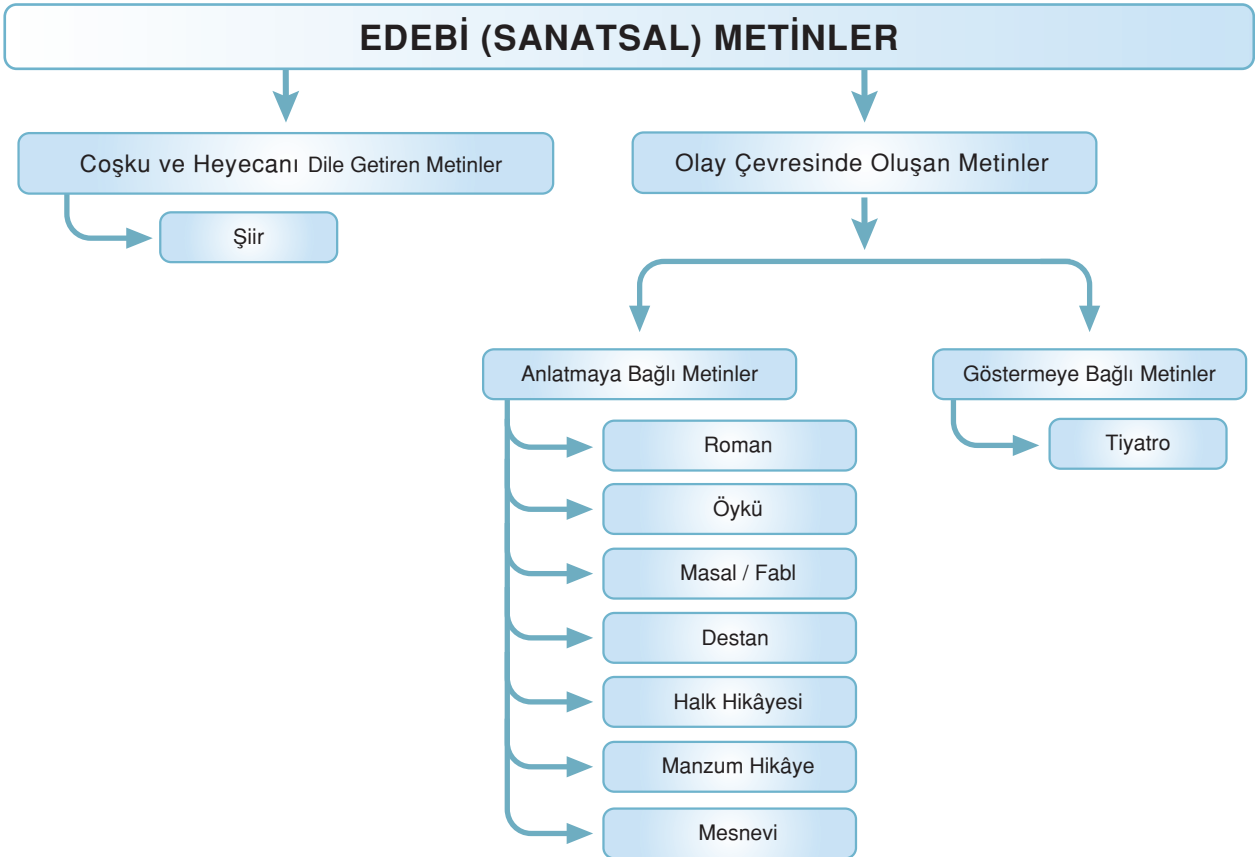 EDEBİ (SANATSAL) METİNLER
Coşku ve Heyecanı Dile Getiren Metinler
Olay Çevresinde Oluşan Metinler
Şiir
Anlatmaya Bağlı Metinler
Göstermeye Bağlı Metinler
Roman
Tiyatro
Öykü
Masal / Fabl
Destan
Halk Hikâyesi
Manzum Hikâye
Mesnevi